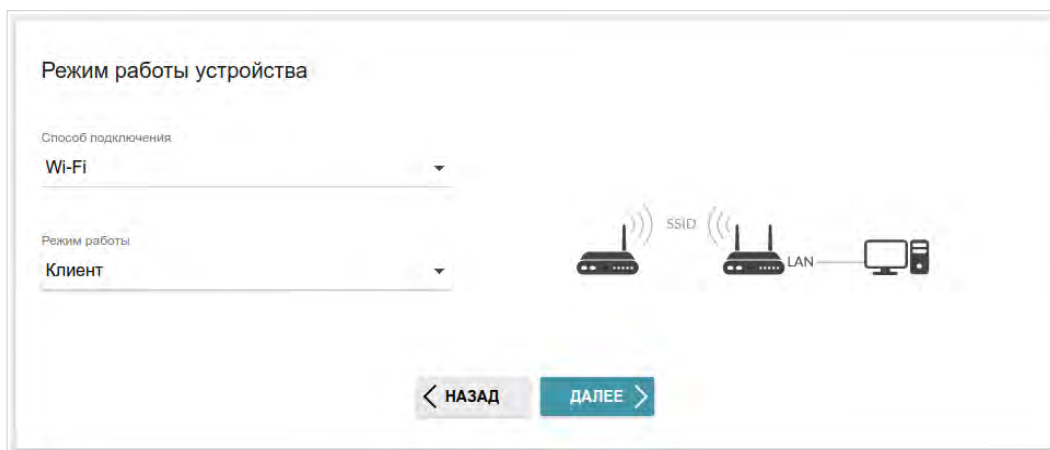 Режим работы устройства
Способ подключения
Wi-Fi
Режим работы
Клиент
SSID
LAN
НАЗАД
ДАЛЕЕ